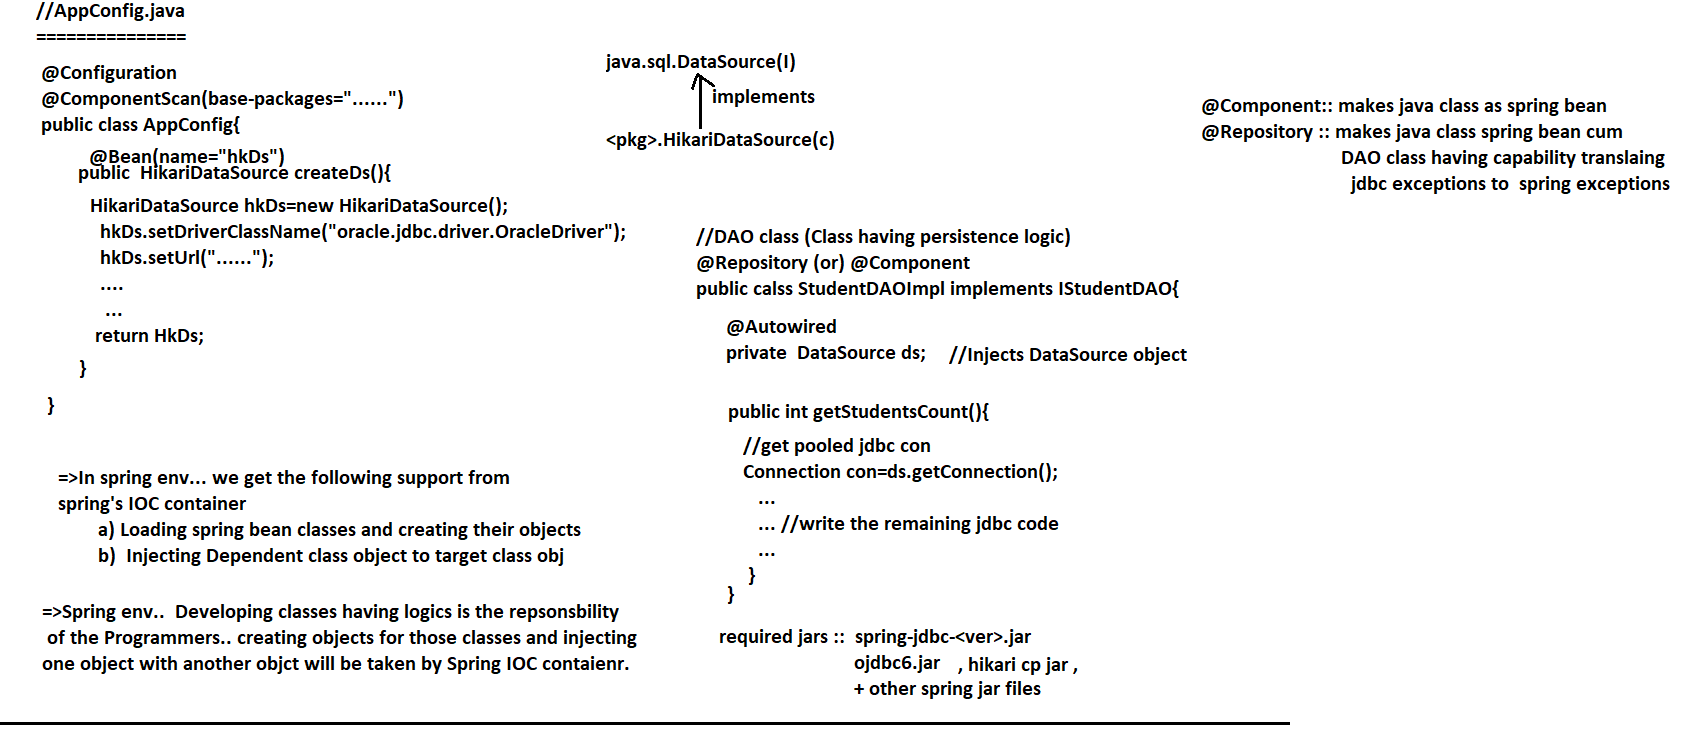 //AppConfig.java
===============
@Configuration
@ComponentScan(base-packages="......")
public class AppConfig{
@Bean(name="hkDs")
public  HikariDataSource createDs(){
HikariDataSource hkDs=new HikariDataSource();
hkDs.setDriverClassName("oracle.jdbc.driver.OracleDriver");
hkDs.setUrl("......");
....
...
return HkDs;
}
}
=>In spring env... we get the following support from
spring's IOC container
a) Loading spring bean classes and creating their objects
b)  Injecting Dependent class object to target class obj
=>Spring env..  Developing classes having logics is the repsonsbility
of the Programmers.. creating objects for those classes and injecting
one object with another objct will be taken by Spring IOC contaienr.
java.sql.DataSource(I)
implements
<pkg>.HikariDataSource(c)
//DAO class (Class having persistence logic)
@Repository (or) @Component
public calss StudentDAOImpl implements IStudentDAO{
@Autowired
private  DataSource ds;    //Injects DataSource object
public int getStudentsCount(){
//get pooled jdbc con
Connection con=ds.getConnection();
...
... //write the remaining jdbc code
...
}
}
required jars ::  spring-jdbc-<ver>.jar
ojdbc6.jar   , hikari cp jar ,
+ other spring jar files
@Component:: makes java class as spring bean
@Repository :: makes java class spring bean cum
DAO class having capability translaing
jdbc exceptions to  spring exceptions